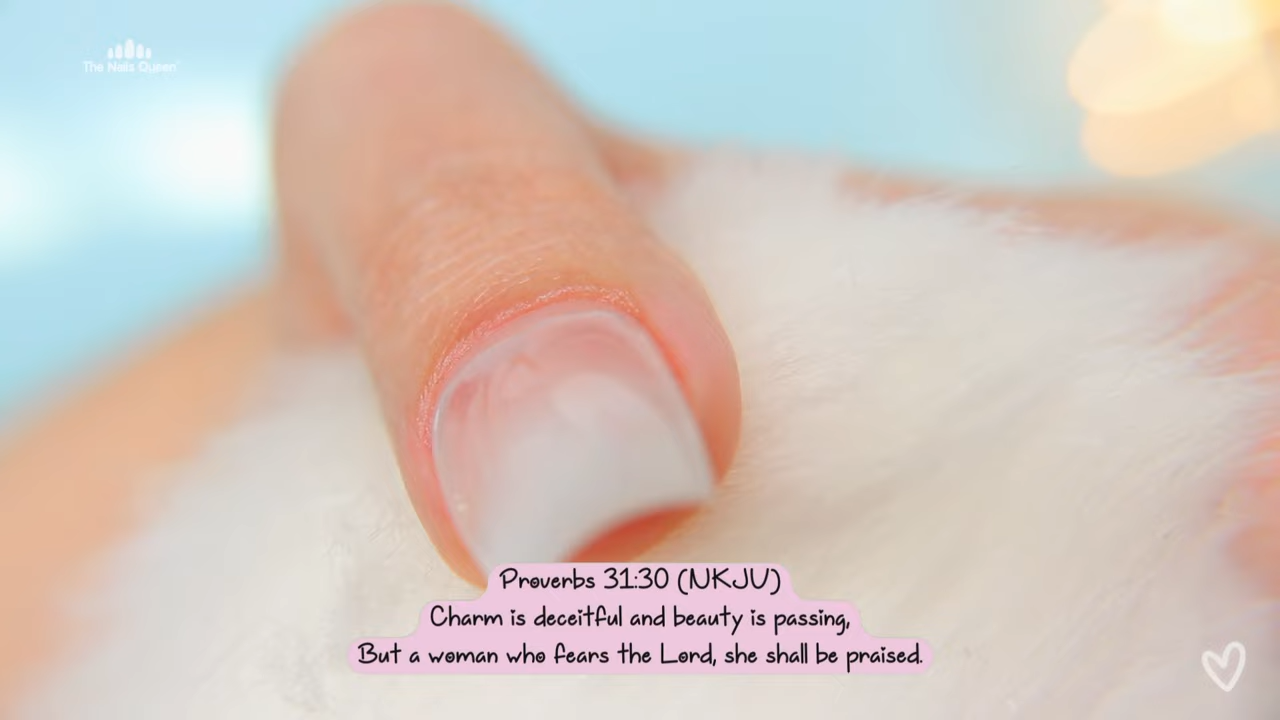 The Nails Queen
Proverbs 31:30 (NKJV)
Charm is deceitful and beauty is passing,
But a woman who fears the Lord, she shall be praised.